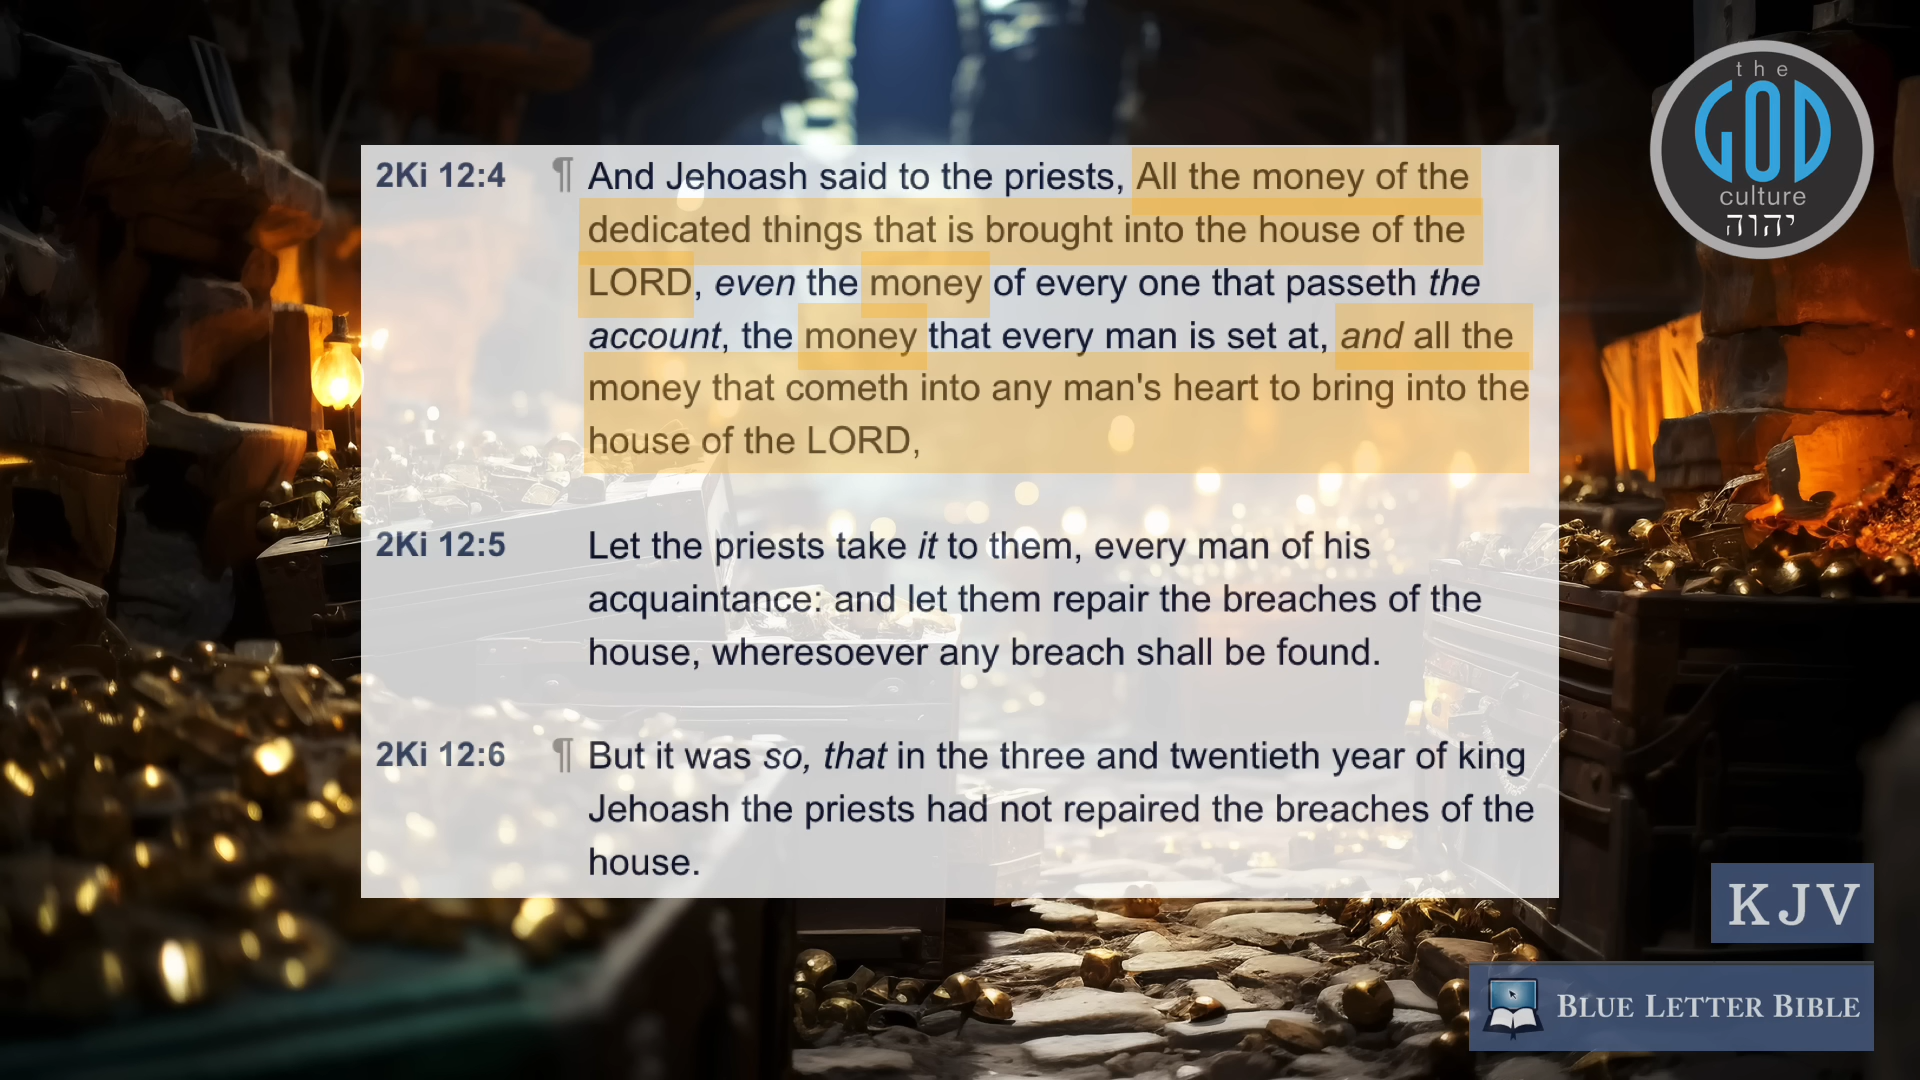 the
GOD
culture
יהוה
2Ki 12:4 ¶ And Jehoash said to the priests, All the money of the
dedicated things that is brought into the house of the
LORD, even the money of every one that passeth the
account, the money that every man is set at, and all the
money that cometh into any man's heart to bring into the
house of the LORD,
2Ki 12:5 Let the priests take it to them, every man of his
acquaintance: and let them repair the breaches of the
house, wheresoever any breach shall be found.
2Ki 12:6 ¶ But it was so, that in the three and twentieth year of king
Jehoash the priests had not repaired the breaches of the
house.
KJV
BLUE LETTER BIBLE